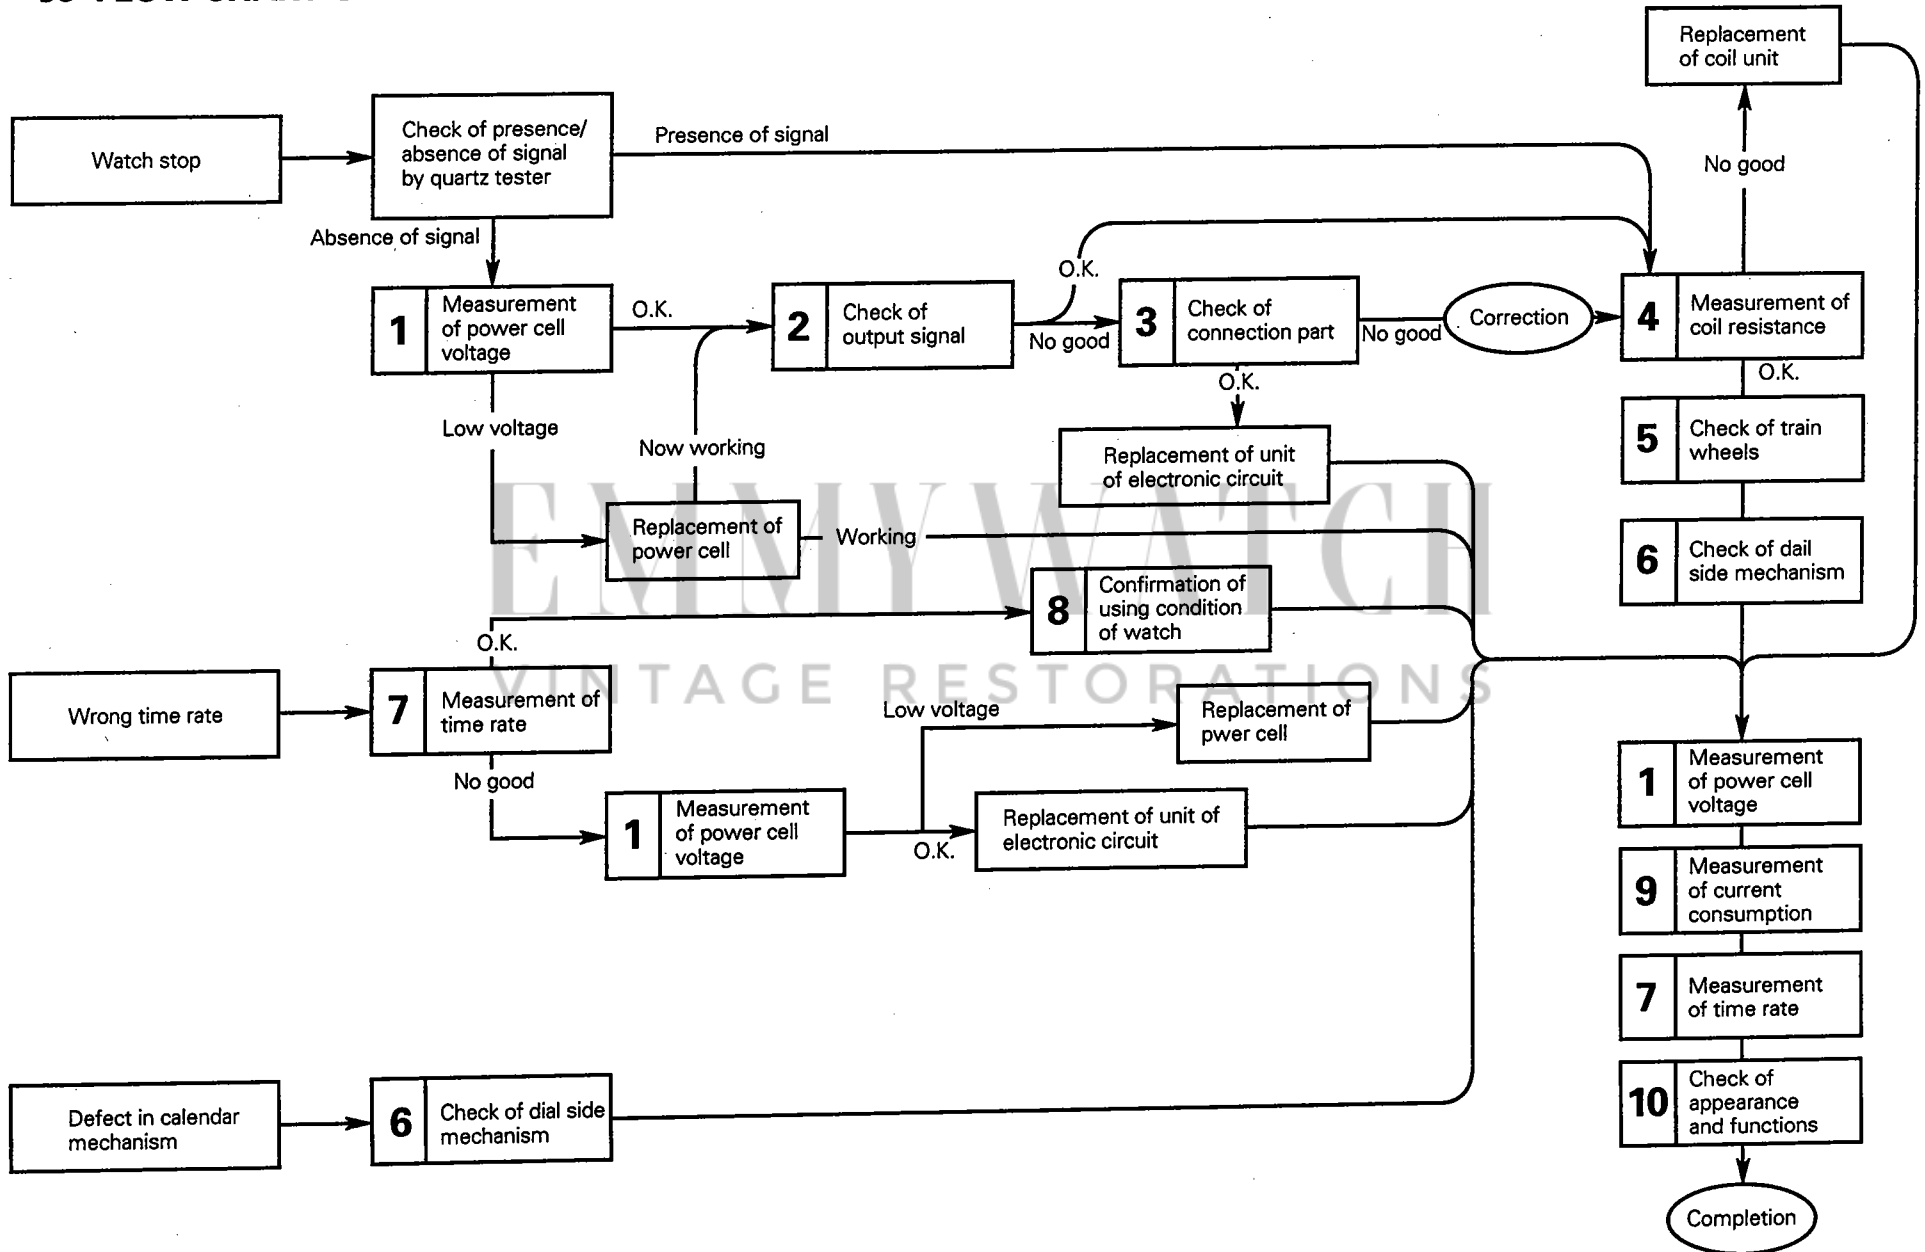 Replacement
of coil unit
Watch stop
Check of presence/
absence of signal
by quartz tester
Presence of signal
No good
Absence of signal
1
Measurement
of power cell
voltage
O.K.
2
Check of
output signal
O.K.
No good
3
Check of
connection part
No good
Correction
4
Measurement of
coil resistance
O.K.
O.K.
Low voltage
Now working
Replacement of unit
of electronic circuit
5
Check of train
wheels
Replacement of
power cell
Working
6
Check of dail
side mechanism
EMMYWATCH
VINTAGE RESTORATIONS
8
Confirmation of
using condition
of watch
O.K.
Wrong time rate
7
Measurement of
time rate
Low voltage
Replacement of
pwer cell
No good
1
Measurement
of power cell
voltage
O.K.
Replacement of unit of
electronic circuit
1
Measurement
of power cell
voltage
9
Measurement
of current
consumption
7
Measurement
of time rate
Defect in calendar
mechanism
6
Check of dial side
mechanism
10
Check of
appearance
and functions
Completion